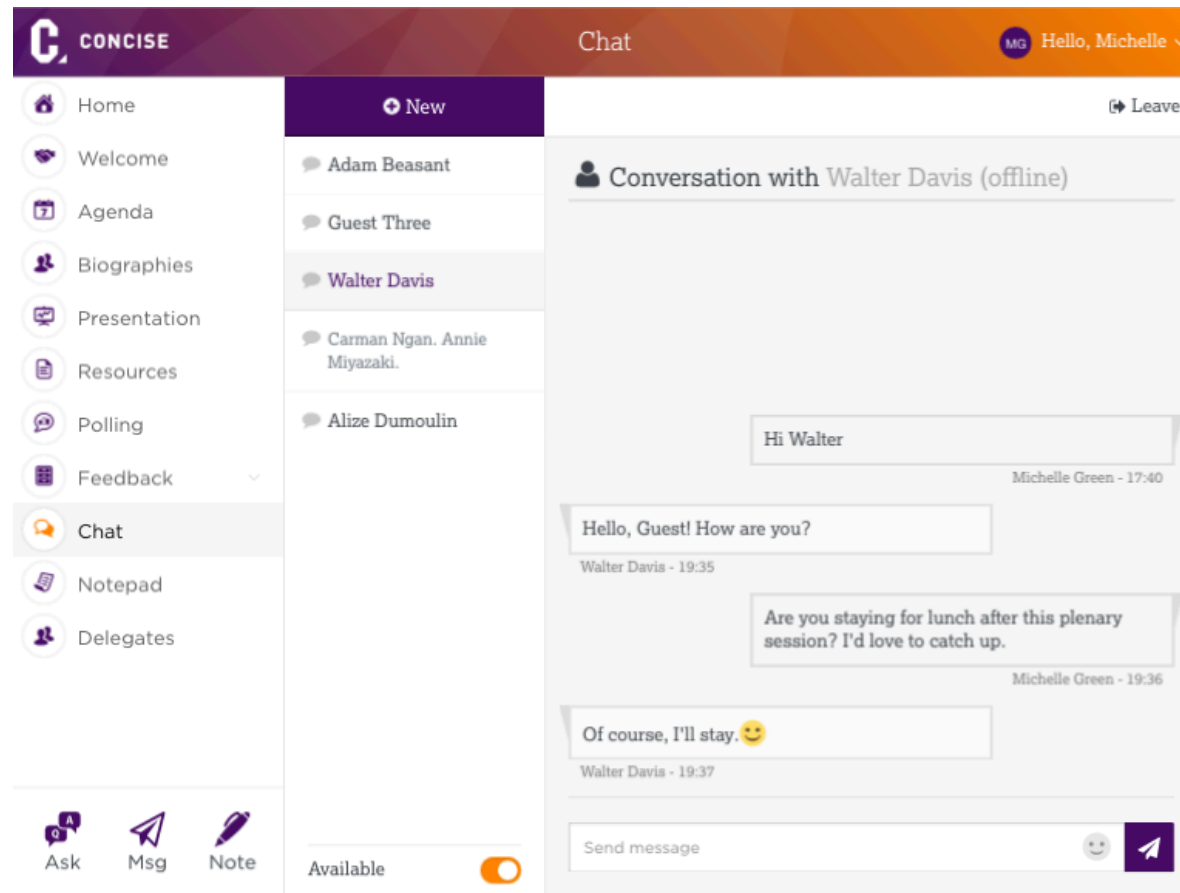 CONCISE
Chat
MG Hello, Michelle
Home
Welcome
Agenda
Biographies
Presentation
Resources
Polling
Feedback
Chat
Notepad
Delegates
Ask
Msg
Note
New
Adam Beasant
Guest Three
Walter Davis
Carman Ngan. Annie
Miyazaki.
Alize Dumoulin
Available
Leave
Conversation with Walter Davis (offline)
Hi Walter
Michelle Green - 17:40
Hello, Guest! How are you?
Walter Davis - 19:35
Are you staying for lunch after this plenary
session? I'd love to catch up.
Michelle Green - 19:36
Of course, I'll stay.🙂
Walter Davis - 19:37
Send message